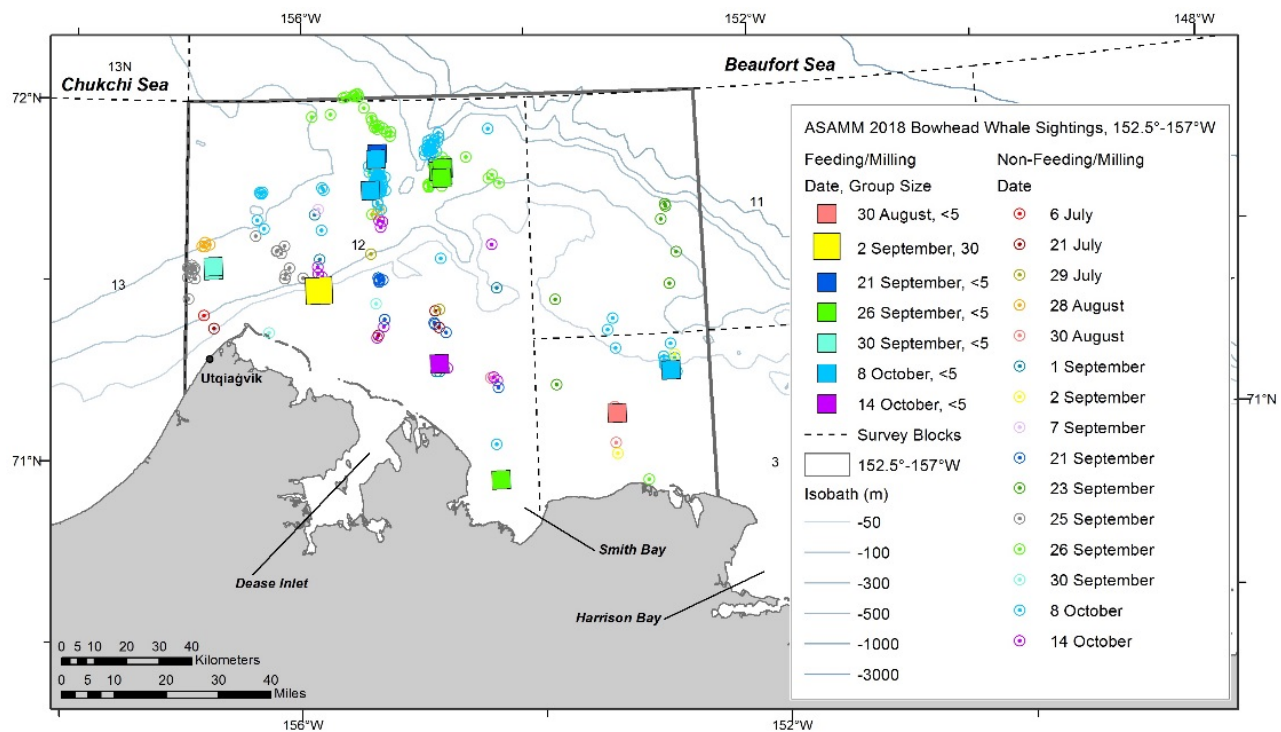 156°W
152°W
148°W
13N
Chukchi Sea
Beaufort Sea
72°N
11
12
13
Utqiaġvik
71°N
71°N
3
Smith Bay
Dease Inlet
Harrison Bay
0 5 10 20 30 40
Kilometers
0 5 10 20 30 40
Miles
156°W
152°W
ASAMM 2018 Bowhead Whale Sightings, 152.5°-157°W
Feeding/Milling
Date, Group Size
30 August, <5
2 September, 30
21 September, <5
26 September, <5
30 September, <5
8 October, <5
14 October, <5
Survey Blocks
152.5°-157°W
Isobath (m)
-50
-100
-300
-500
-1000
-3000
Non-Feeding/Milling
Date
6 July
21 July
29 July
28 August
30 August
1 September
2 September
7 September
21 September
23 September
25 September
26 September
30 September
8 October
14 October